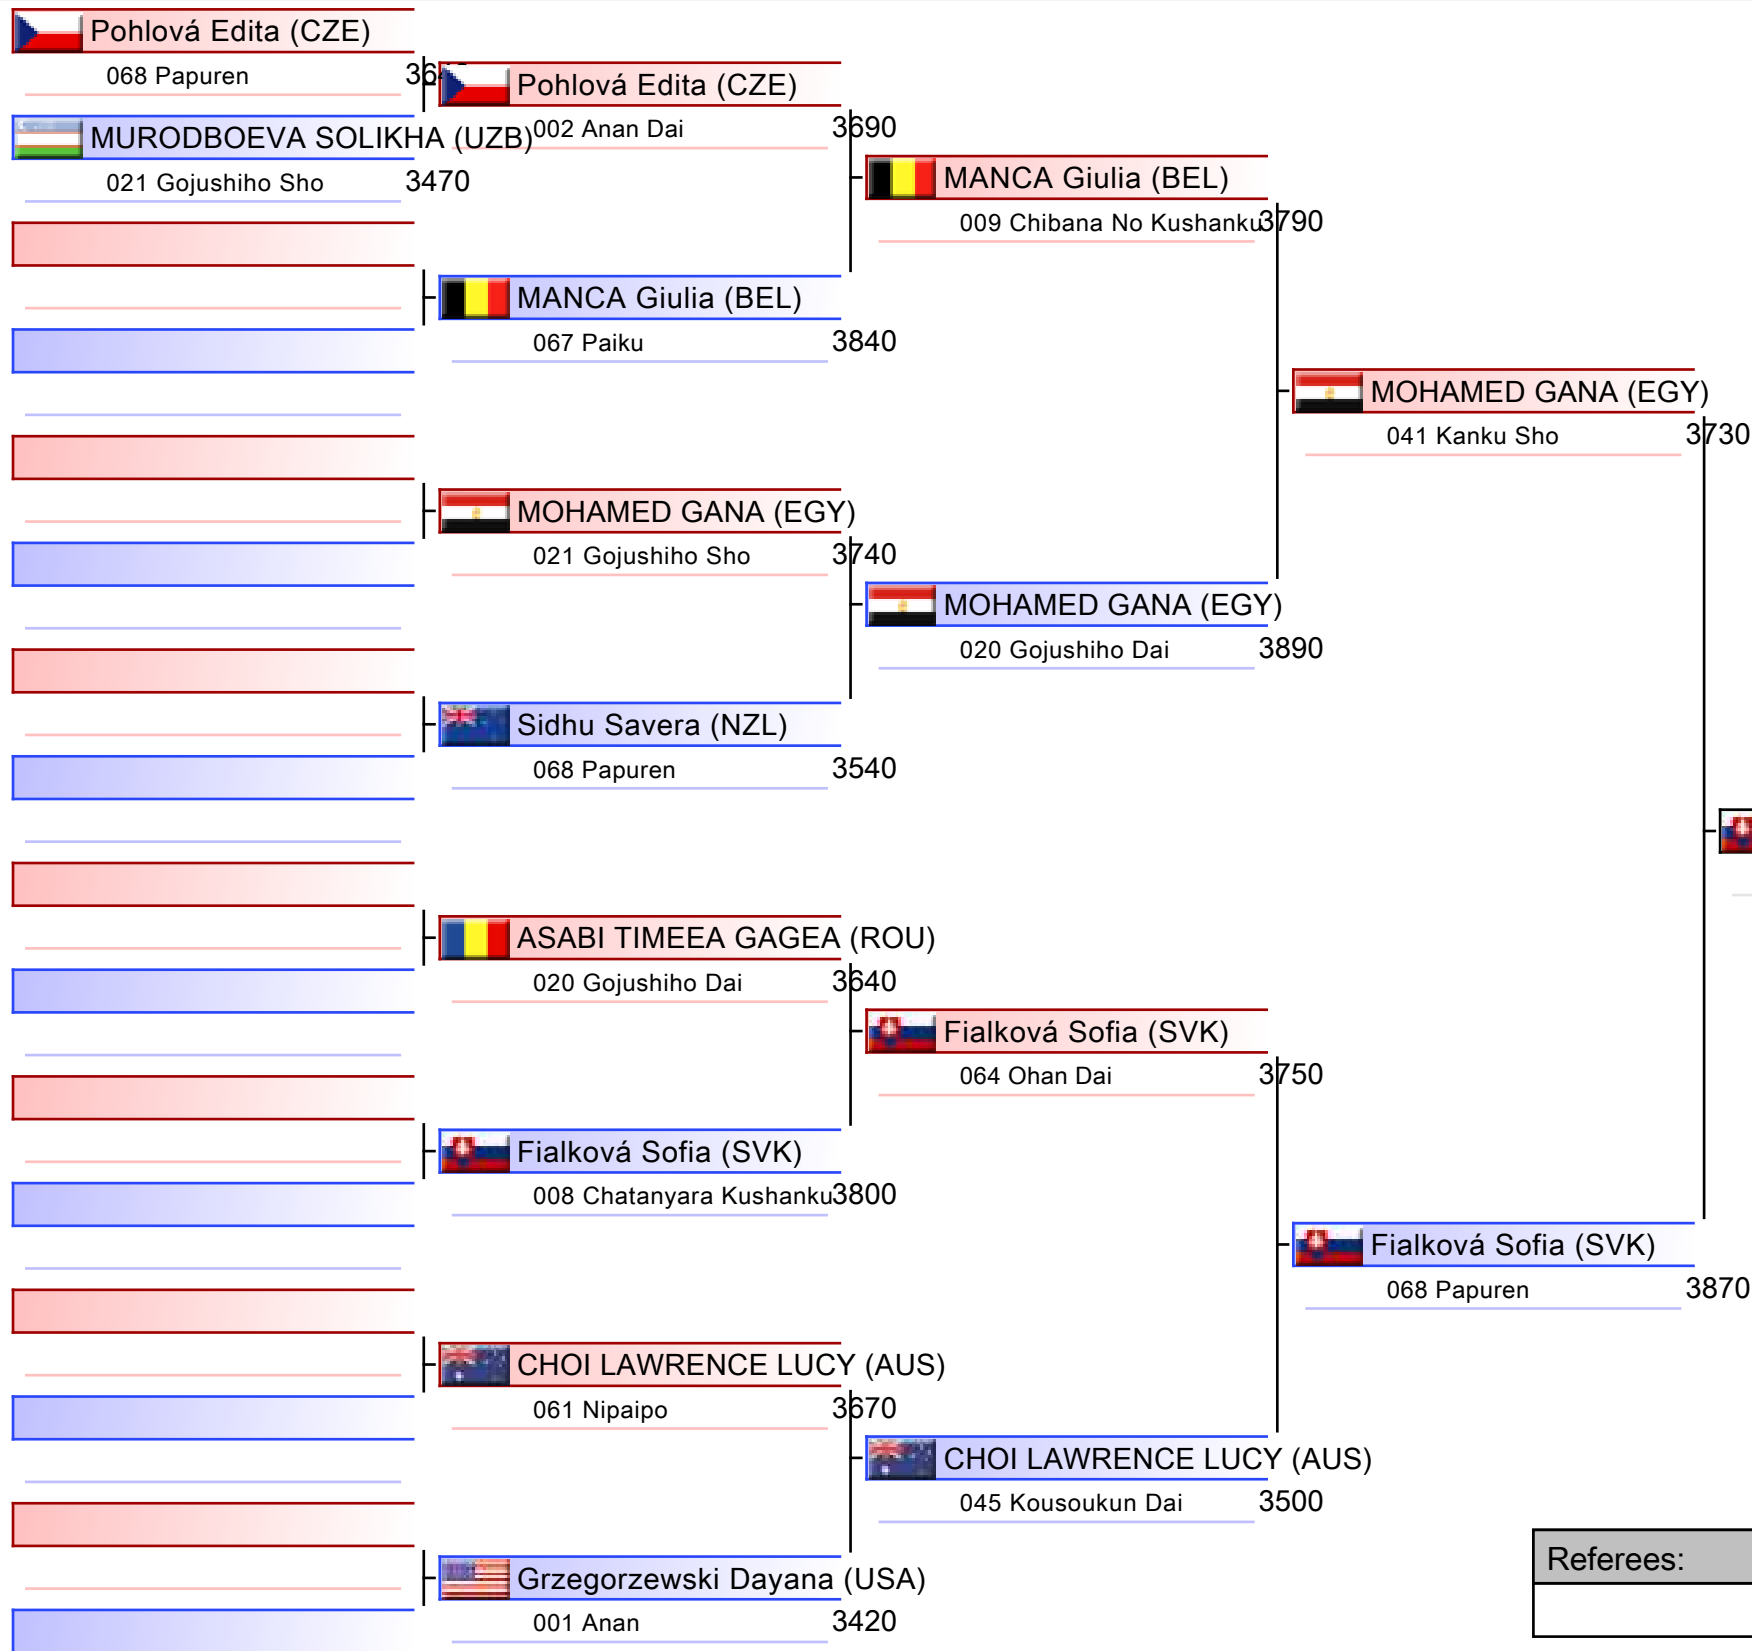 Pohlová Edita (CZE)
068 Papuren
MURODBOEVA SOLIKHA (UZB)
021 Gojushiho Sho 3470
Pohlová Edita (CZE)
002 Anan Dai 3690
MANCA Giulia (BEL)
067 Paiku 3840
MOHAMED GANA (EGY)
021 Gojushiho Sho 3740
Sidhu Savera (NZL)
068 Papuren 3540
ASABI TIMEEA GAGEA (ROU)
020 Gojushiho Dai 3640
Fialková Sofia (SVK)
008 Chatanyara Kushanku 3800
CHOI LAWRENCE LUCY (AUS)
061 Nipaipo 3670
Grzegorzewski Dayana (USA)
001 Anan 3420
MANCA Giulia (BEL)
009 Chibana No Kushanku 3790
MOHAMED GANA (EGY)
020 Gojushiho Dai 3890
Fialková Sofia (SVK)
064 Ohan Dai 3750
CHOI LAWRENCE LUCY (AUS)
045 Kousoukun Dai 3500
MOHAMED GANA (EGY)
041 Kanku Sho 3730
Fialková Sofia (SVK)
068 Papuren 3870
Referees: